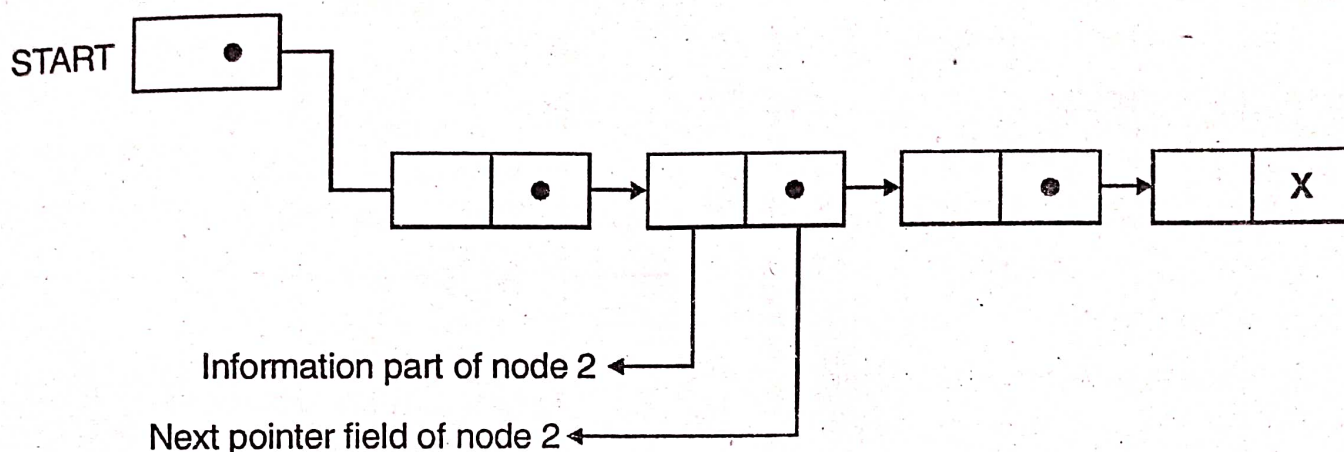 START
X
Information part of node 2
Next pointer field of node 2